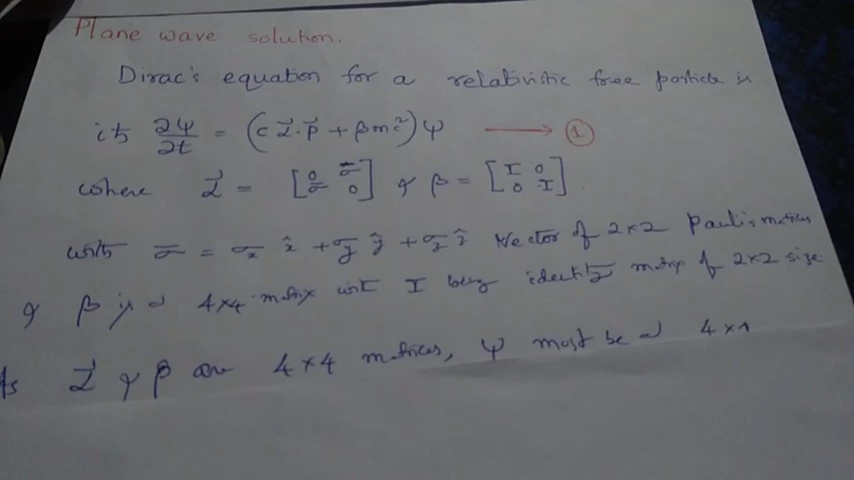 Plane wave solution.
Dirac's equation for a relativistic free particle is
iħ ∂Ψ/∂t = (c α⃗·p⃗ + βmc²)Ψ ⟶ ①
where α⃗ = [0 σ⃗ σ⃗ 0] & β = [I 0 0 -I]
with σ⃗ = σx x̂ + σy ŷ + σz ẑ Vector of 2×2 Pauli's matrices
& β is a 4×4 matrix with I being identity matrix of 2×2 size
As α⃗ & β are 4×4 matrices, Ψ must be a 4×1